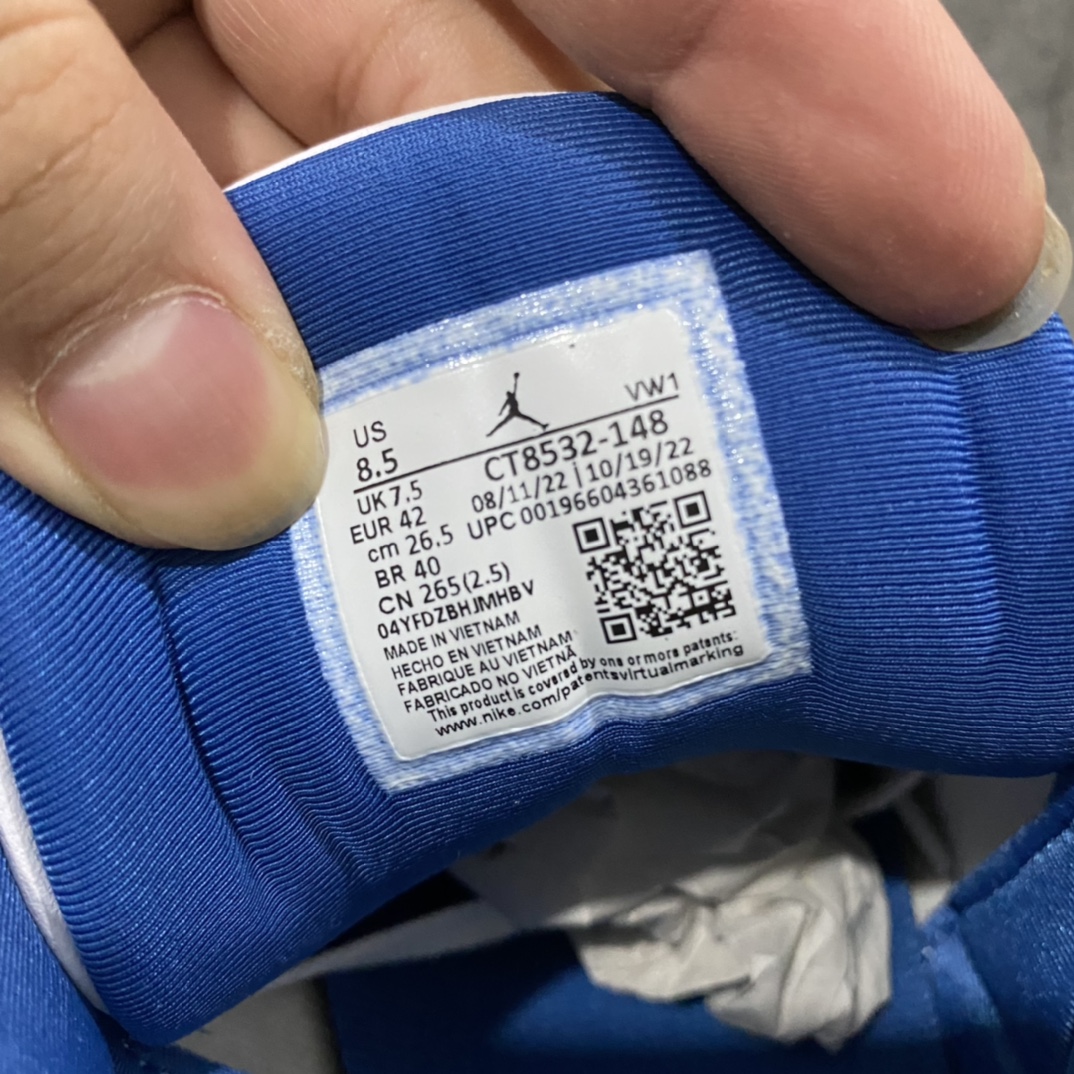 US
8.5
VW1
CT8532-148
UK 7.5
08/11/22 | 10/19/22
EUR 42
UPC 00196604361088
cm 26.5
BR 40
CN 265(2.5)
04YFDZBHJMHBV
MADE IN VIETNAM
HECHO EN VIETNAM
FABRIQUE AU VIETNAM
FABRICADO NO VIETNÃ
This product is covered by one or more patents:
www.nike.com/patentsvirtualmarking